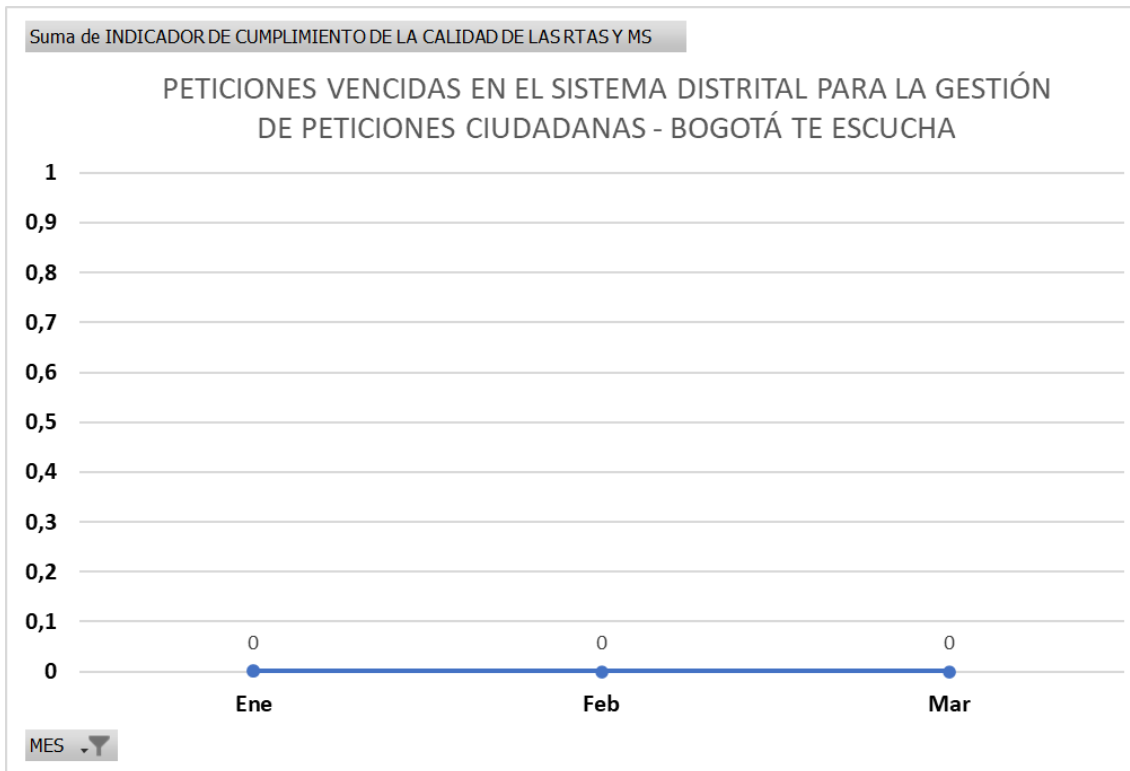 Suma de INDICADOR DE CUMPLIMIENTO DE LA CALIDAD DE LAS RTAS Y MS
PETICIONES VENCIDAS EN EL SISTEMA DISTRITAL PARA LA GESTIÓN
DE PETICIONES CIUDADANAS - BOGOTÁ TE ESCUCHA
1
0,9
0,8
0,7
0,6
0,5
0,4
0,3
0,2
0,1
0
0 0 0
Ene Feb Mar
MES